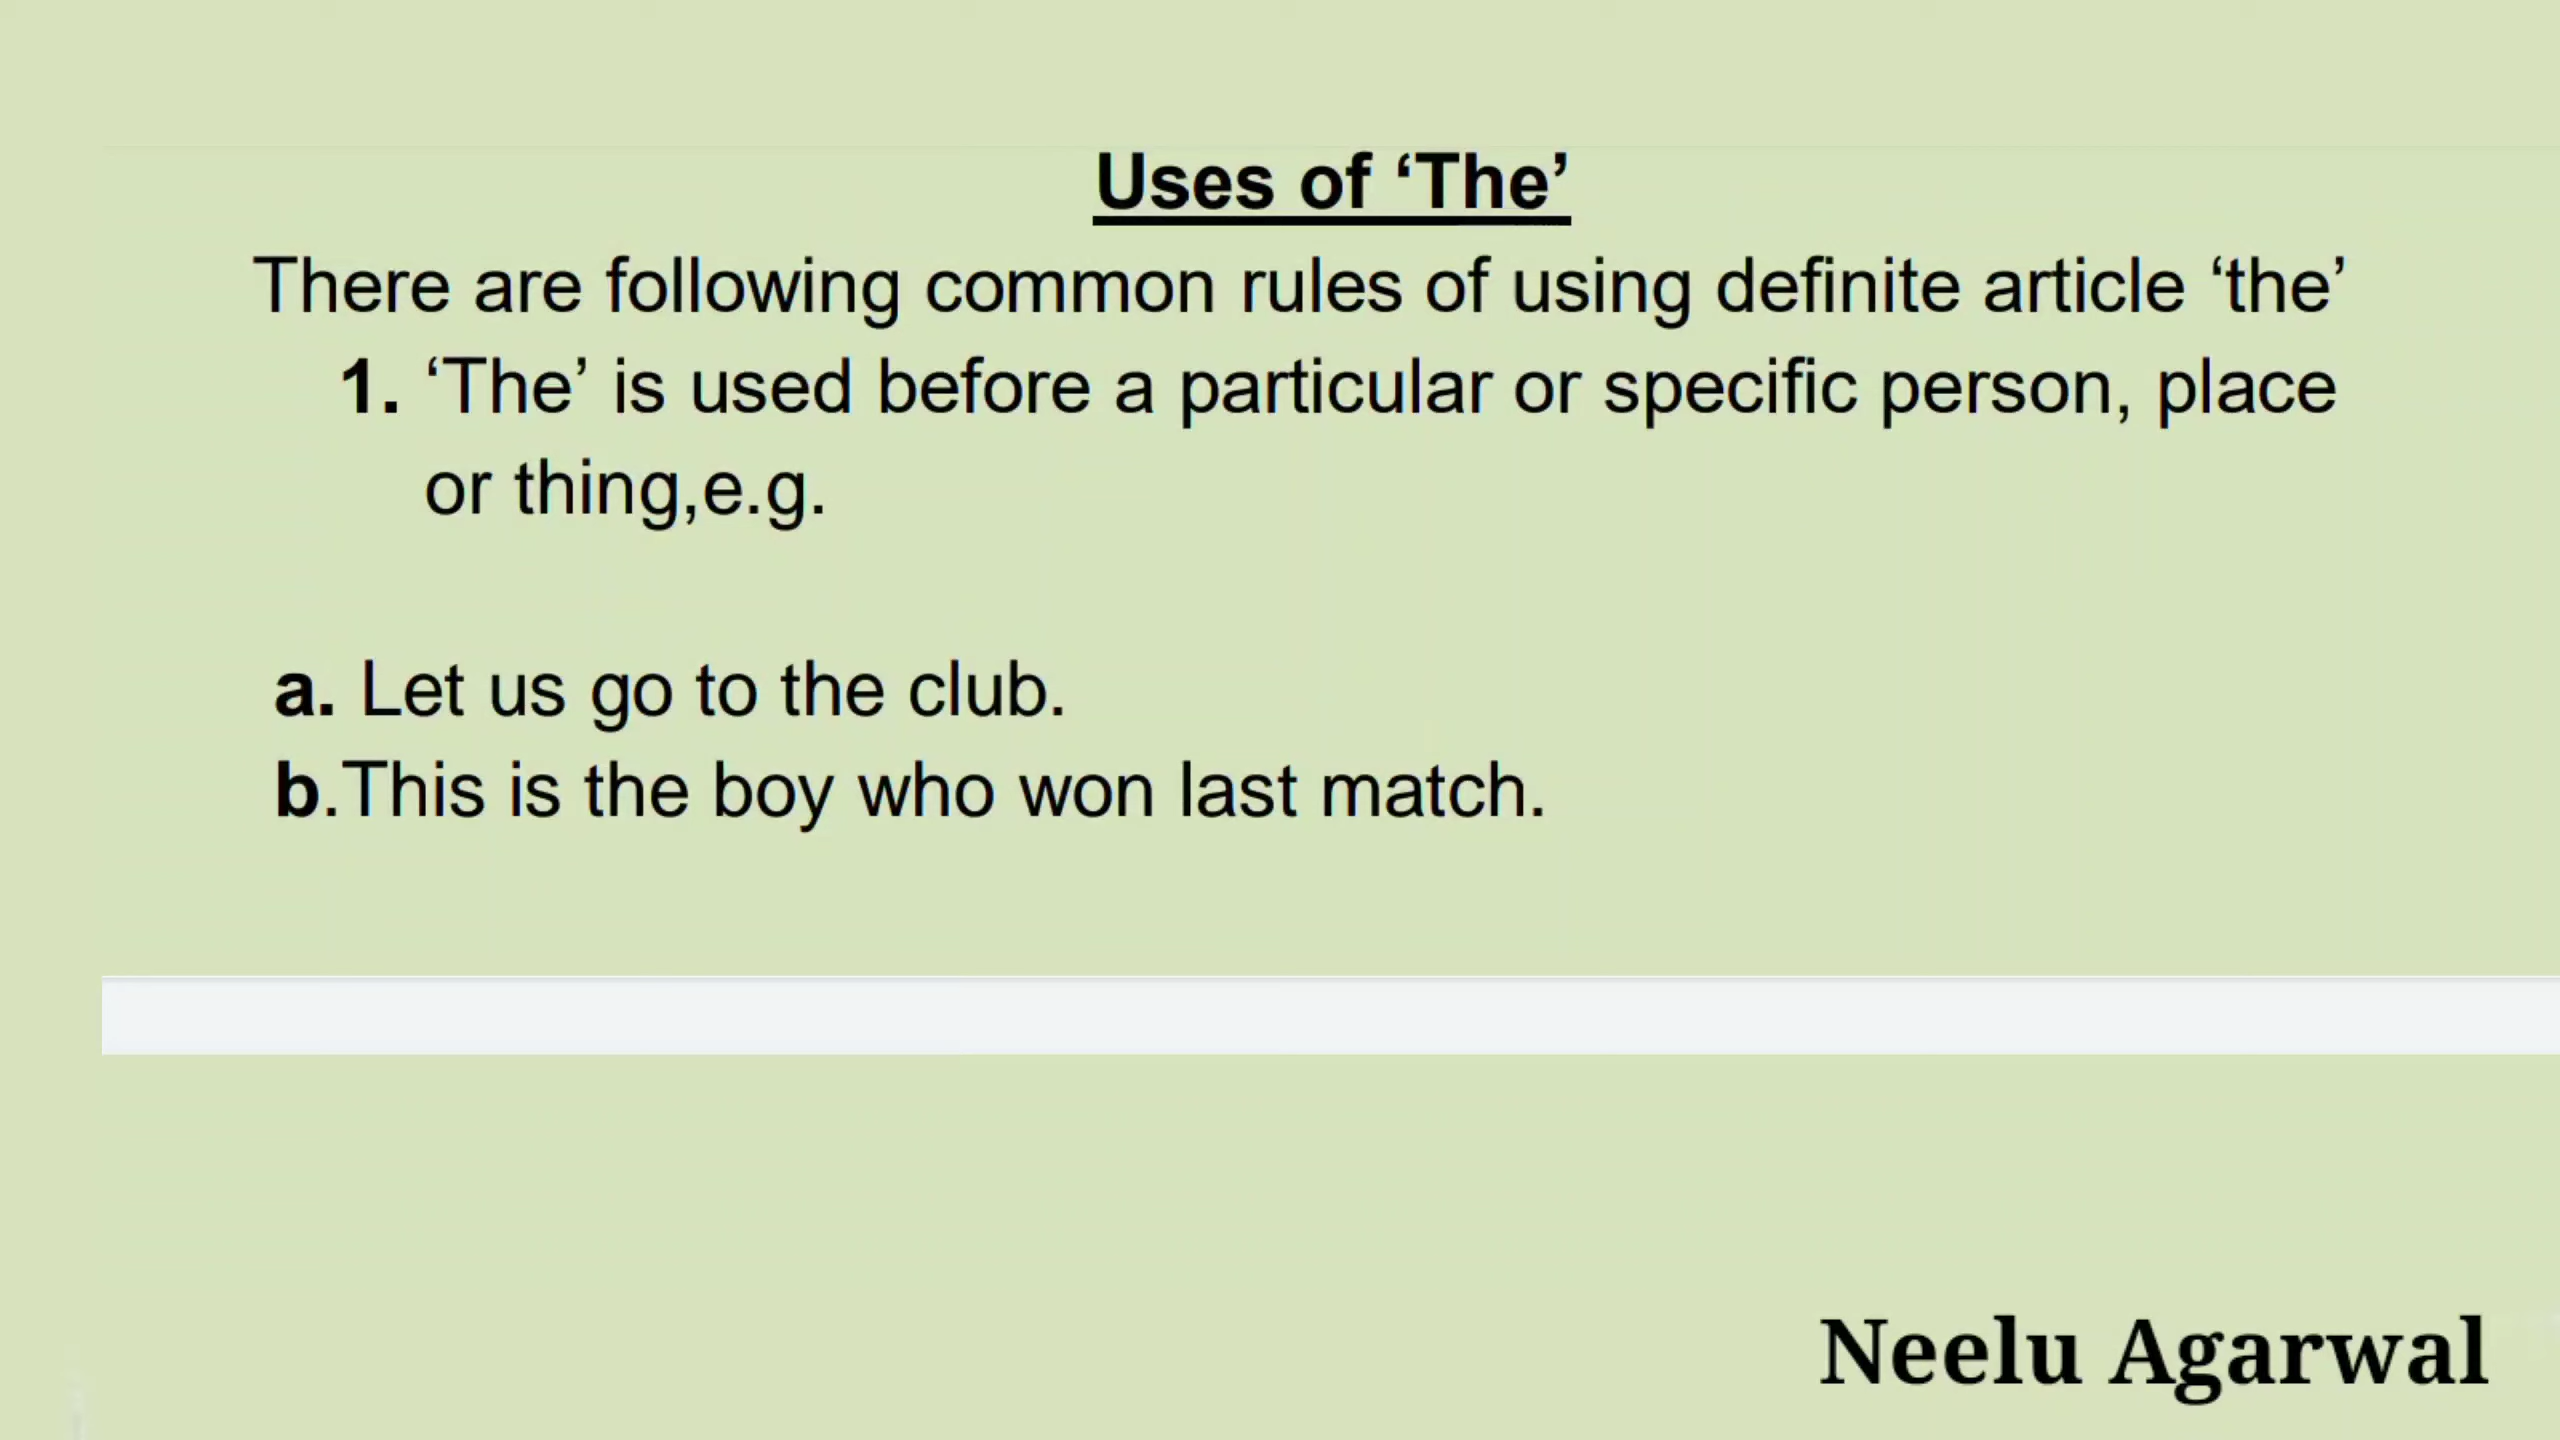 Uses of ‘The’
There are following common rules of using definite article ‘the’
1. ‘The’ is used before a particular or specific person, place
or thing,e.g.
a. Let us go to the club.
b.This is the boy who won last match.
Neelu Agarwal